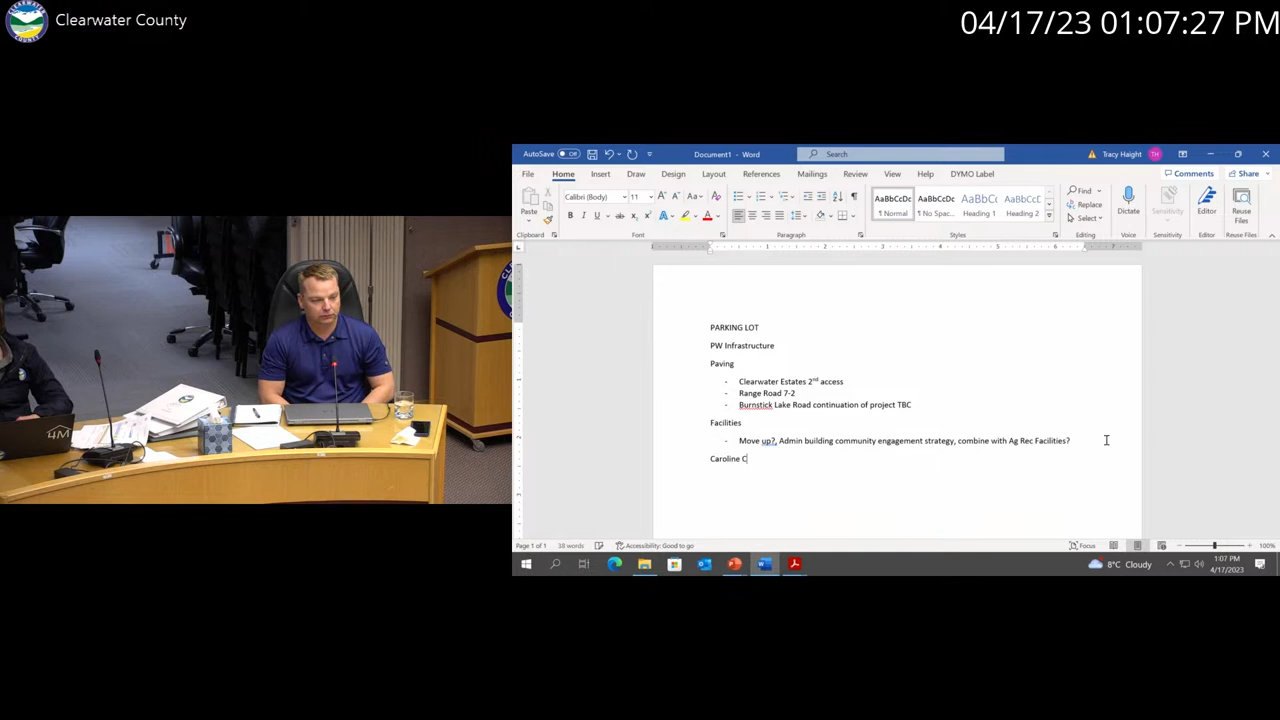 Clearwater County
04/17/23 01:07:27 PM
AutoSave Off
Document1 - Word
Search
Tracy Haight TH
File Home Insert Draw Design Layout References Mailings Review View Help DYMO Label
Comments Share
Calibri (Body) 11
Paste
AaBbCcDc AaBbCcDc AaBbCc AaBbCcE
¶ Normal ¶ No Spac... Heading 1 Heading 2
Find
Replace
Select
Dictate Sensitivity Editor Reuse Files
Clipboard Font Paragraph Styles Editing Voice Sensitivity Editor Reuse Files
PARKING LOT
PW Infrastructure
Paving
- Clearwater Estates 2nd access
- Range Road 7-2
- Burnstick Lake Road continuation of project TBC
Facilities
- Move up?, Admin building community engagement strategy, combine with Ag Rec Facilities?
Caroline C
Page 1 of 1 38 words Accessibility: Good to go Focus 100%
8°C Cloudy
1:07 PM
4/17/2023
4M